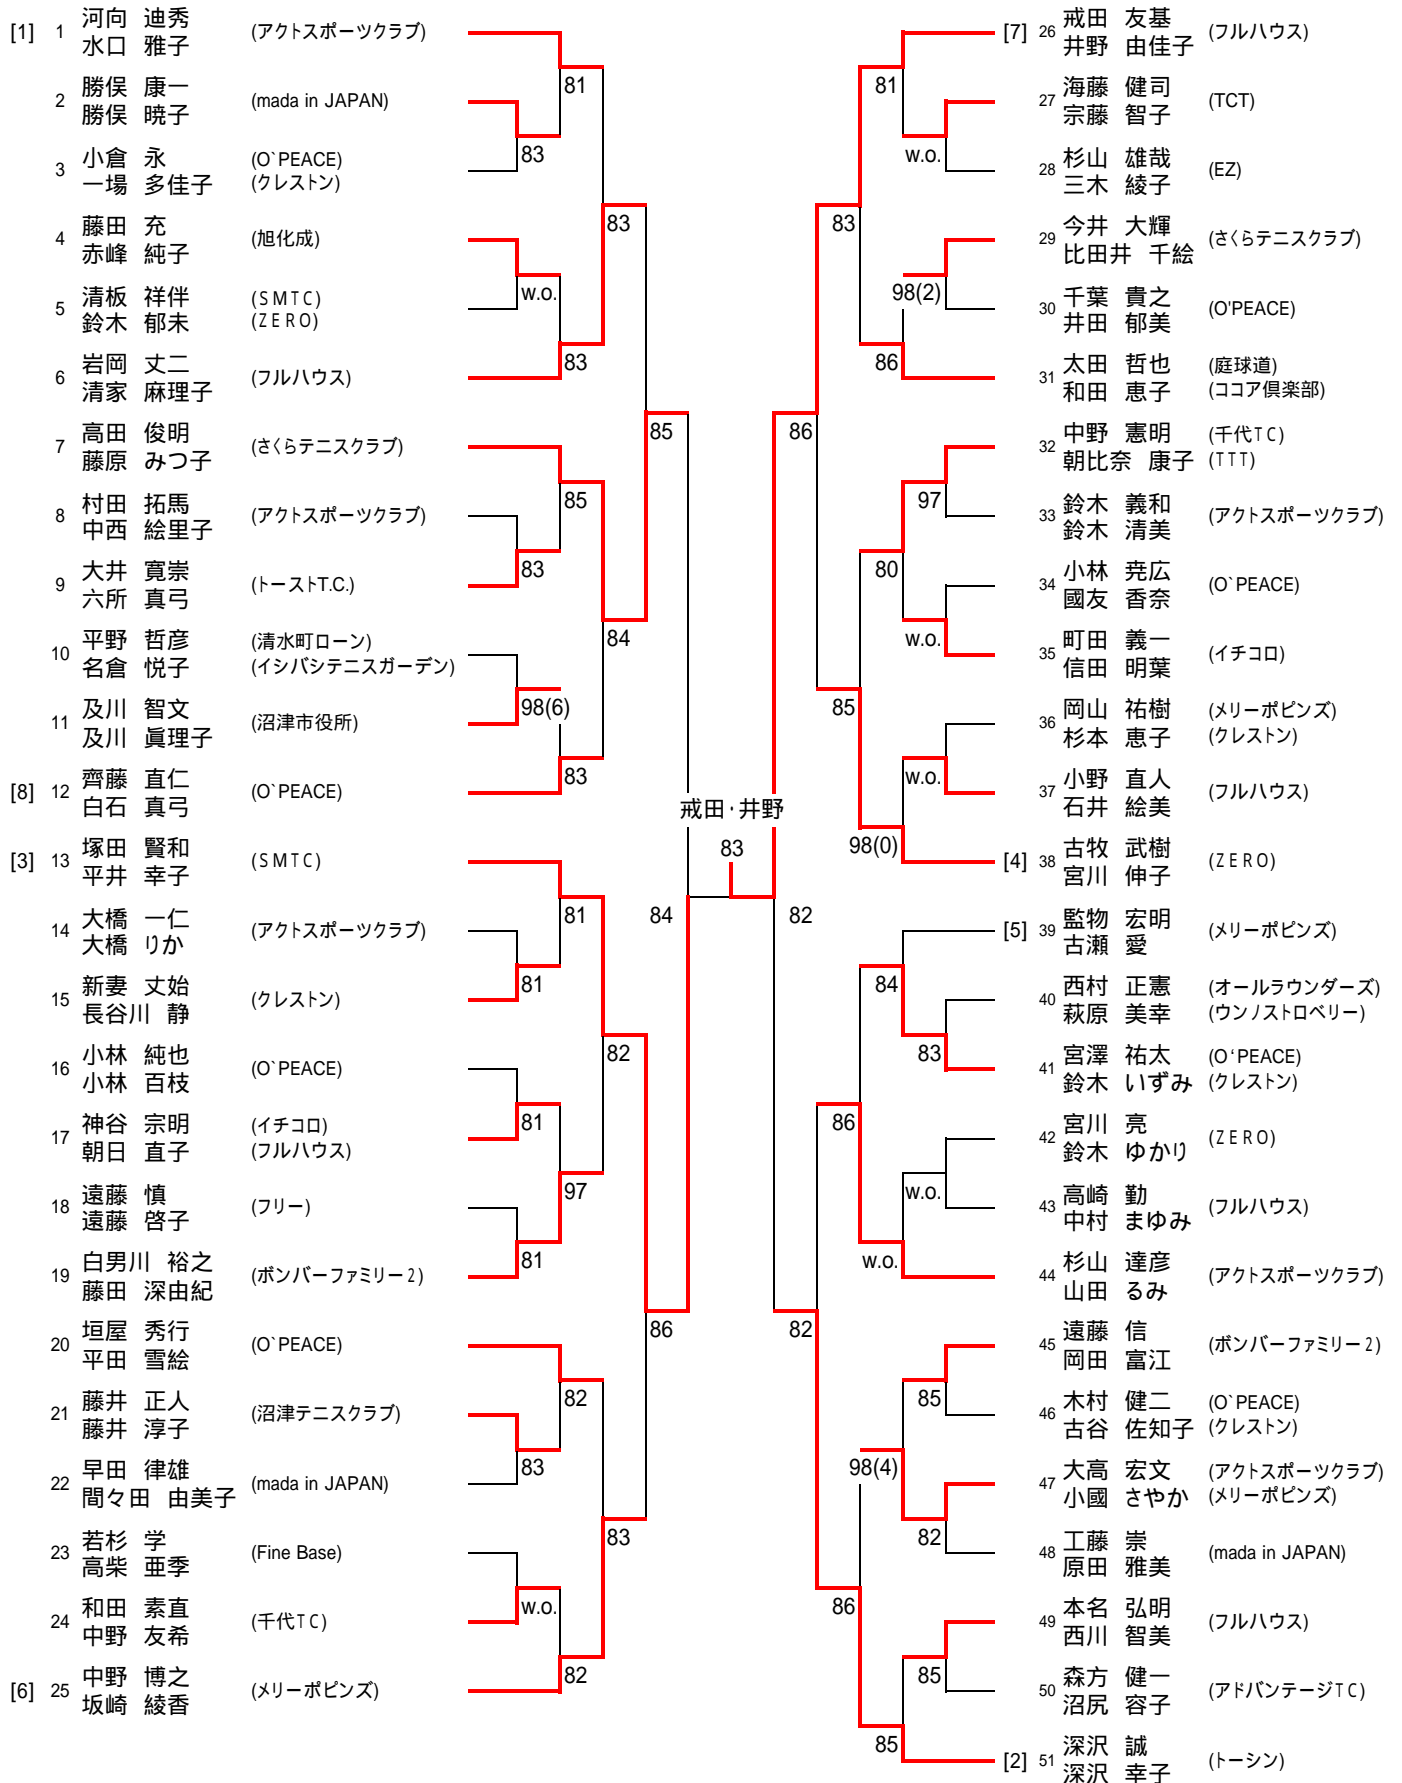 [1] 1 河向 迪秀 (アクトスポーツクラブ)
水口 雅子
81
2 勝俣 康一 (mada in JAPAN)
勝俣 暁子
83
3 小倉 永 (O`PEACE)
一場 多佳子 (クレストン)
83
4 藤田 充 (旭化成)
赤峰 純子
w.o.
5 清板 祥伴 (SMTC)
鈴木 郁未 (ZERO)
83
6 岩岡 丈二 (フルハウス)
清家 麻理子
85
7 高田 俊明 (さくらテニスクラブ)
藤原 みつ子
85
8 村田 拓馬 (アクトスポーツクラブ)
中西 絵里子
83
9 大井 寛崇 (トーストT.C.)
六所 真弓
84
10 平野 哲彦 (清水町ローン)
名倉 悦子 (イシバシテニスガーデン)
98(6)
11 及川 智文 (沼津市役所)
及川 眞理子
83
[8] 12 齊藤 直仁 (O`PEACE)
白石 真弓
戒田・井野
83
[3] 13 塚田 賢和 (SMTC)
平井 幸子
81
84
14 大橋 一仁 (アクトスポーツクラブ)
大橋 りか
81
15 新妻 丈始 (クレストン)
長谷川 静
82
16 小林 純也 (O`PEACE)
小林 百枝
81
17 神谷 宗明 (イチコロ)
朝日 直子 (フルハウス)
97
18 遠藤 慎 (フリー)
遠藤 啓子
81
19 白男川 裕之 (ボンバーファミリー2)
藤田 深由紀
86
20 垣屋 秀行 (O`PEACE)
平田 雪絵
82
21 藤井 正人 (沼津テニスクラブ)
藤井 淳子
83
22 早田 律雄 (mada in JAPAN)
間々田 由美子
83
23 若杉 学 (Fine Base)
高柴 亜季
w.o.
24 和田 素直 (千代TC)
中野 友希
82
[6] 25 中野 博之 (メリーポピンズ)
坂崎 綾香
[7] 26 戒田 友基 (フルハウス)
井野 由佳子
81
27 海藤 健司 (TCT)
宗藤 智子
w.o.
28 杉山 雄哉 (EZ)
三木 綾子
83
29 今井 大輝 (さくらテニスクラブ)
比田井 千絵
98(2)
30 千葉 貴之 (O'PEACE)
井田 郁美
86
31 太田 哲也 (庭球道)
和田 恵子 (ココア倶楽部)
86
32 中野 憲明 (千代TC)
朝比奈 康子 (TTT)
97
33 鈴木 義和 (アクトスポーツクラブ)
鈴木 清美
80
34 小林 尭広 (O`PEACE)
國友 香奈
w.o.
35 町田 義一 (イチコロ)
信田 明葉
85
36 岡山 祐樹 (メリーポピンズ)
杉本 恵子 (クレストン)
w.o.
37 小野 直人 (フルハウス)
石井 絵美
98(0)
[4] 38 古牧 武樹 (ZERO)
宮川 伸子
82
[5] 39 監物 宏明 (メリーポピンズ)
古瀬 愛
84
40 西村 正憲 (オールラウンダーズ)
萩原 美幸 (ウンノストロベリー)
83
41 宮澤 祐太 (O‘PEACE)
鈴木 いずみ (クレストン)
86
42 宮川 亮 (ZERO)
鈴木 ゆかり
w.o.
43 高崎 勤 (フルハウス)
中村 まゆみ
w.o.
44 杉山 達彦 (アクトスポーツクラブ)
山田 るみ
82
45 遠藤 信 (ボンバーファミリー2)
岡田 富江
85
46 木村 健二 (O`PEACE)
古谷 佐知子 (クレストン)
98(4)
47 大高 宏文 (アクトスポーツクラブ)
小國 さやか (メリーポピンズ)
82
48 工藤 崇 (mada in JAPAN)
原田 雅美
86
49 本名 弘明 (フルハウス)
西川 智美
85
50 森方 健一 (アドバンテージTC)
沼尻 容子
85
[2] 51 深沢 誠 (トーシン)
深沢 幸子